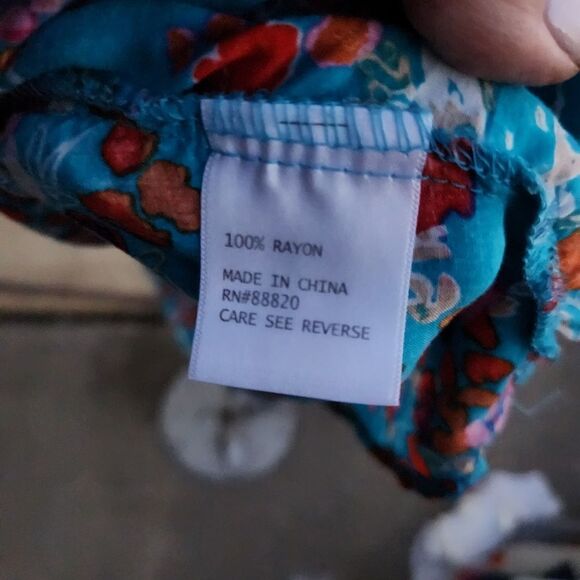 100% RAYON
MADE IN CHINA
RN#88820
CARE SEE REVERSE